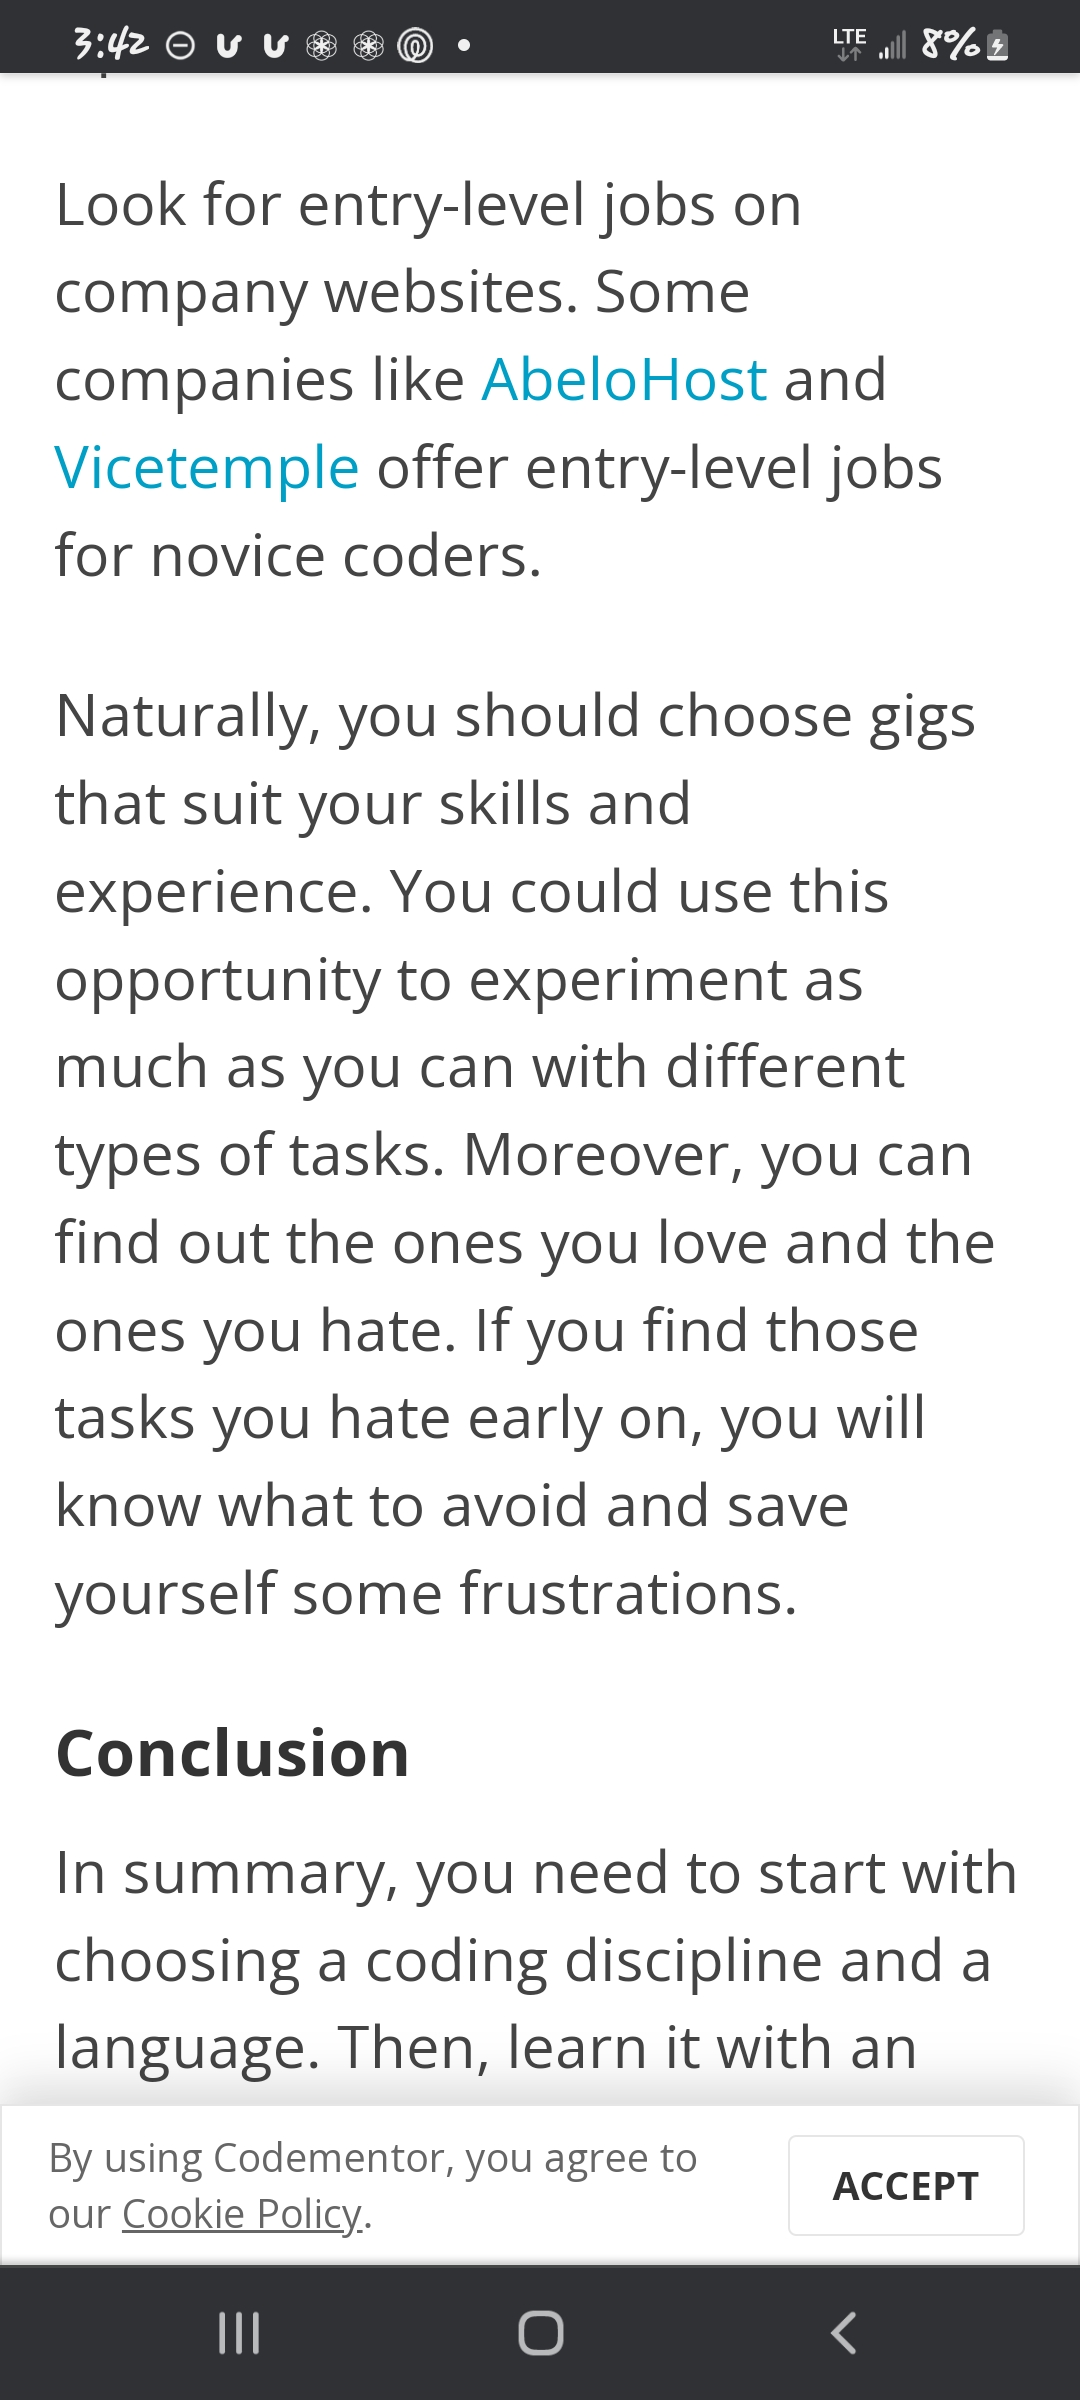 3:42
LTE
8%
Look for entry-level jobs on
company websites. Some
companies like AbeloHost and
Vicetemple offer entry-level jobs
for novice coders.
Naturally, you should choose gigs
that suit your skills and
experience. You could use this
opportunity to experiment as
much as you can with different
types of tasks. Moreover, you can
find out the ones you love and the
ones you hate. If you find those
tasks you hate early on, you will
know what to avoid and save
yourself some frustrations.
Conclusion
In summary, you need to start with
choosing a coding discipline and a
language. Then, learn it with an
By using Codementor, you agree to
our Cookie Policy.
ACCEPT